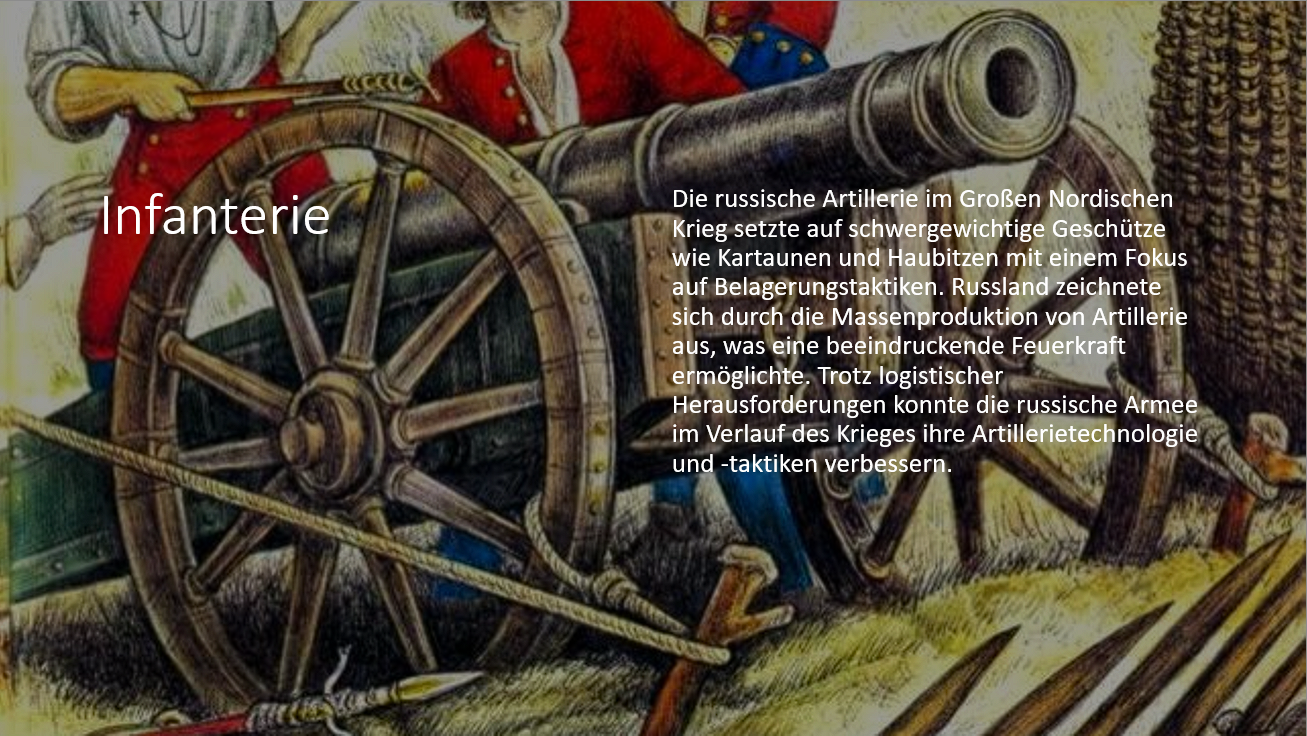 Infanterie
Die russische Artillerie im Großen Nordischen
Krieg setzte auf schwergewichtige Geschütze
wie Kartaunen und Haubitzen mit einem Fokus
auf Belagerungstaktiken. Russland zeichnete
sich durch die Massenproduktion von Artillerie
aus, was eine beeindruckende Feuerkraft
ermöglichte. Trotz logistischer
Herausforderungen konnte die russische Armee
im Verlauf des Krieges ihre Artillerietechnologie
und -taktiken verbessern.